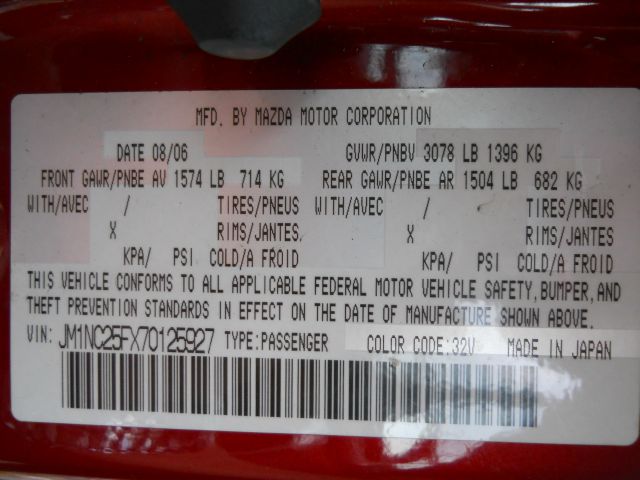 MFD. BY MAZDA MOTOR CORPORATION
DATE 08/06 GVWR/PNBV 3078 LB 1396 KG
FRONT GAWR/PNBE AV 1574 LB 714 KG REAR GAWR/PNBE AR 1504 LB 682 KG
WITH/AVEC / TIRES/PNEUS WITH/AVEC / TIRES/PNEUS
X RIMS/JANTES, X RIMS/JANTES
KPA/ PSI COLD/A FROID KPA/ PSI COLD/A FROID
THIS VEHICLE CONFORMS TO ALL APPLICABLE FEDERAL MOTOR VEHICLE SAFETY, BUMPER, AND
THEFT PREVENTION STANDARDS IN EFFECT ON THE DATE OF MANUFACTURE SHOWN ABOVE.
VIN: JM1NC25FX70125927 TYPE:PASSENGER COLOR CODE:32V MADE IN JAPAN